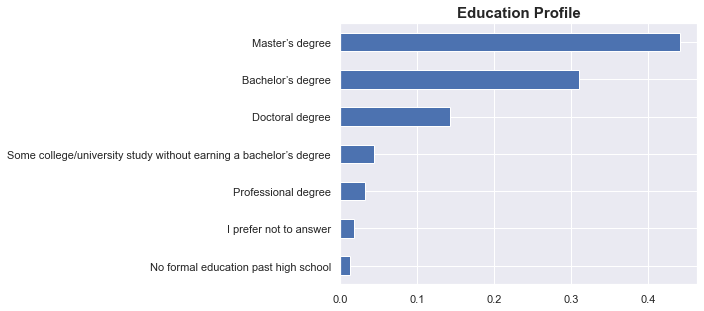 Education Profile
Master’s degree
Bachelor’s degree
Doctoral degree
Some college/university study without earning a bachelor’s degree
Professional degree
I prefer not to answer
No formal education past high school
0.0 0.1 0.2 0.3 0.4